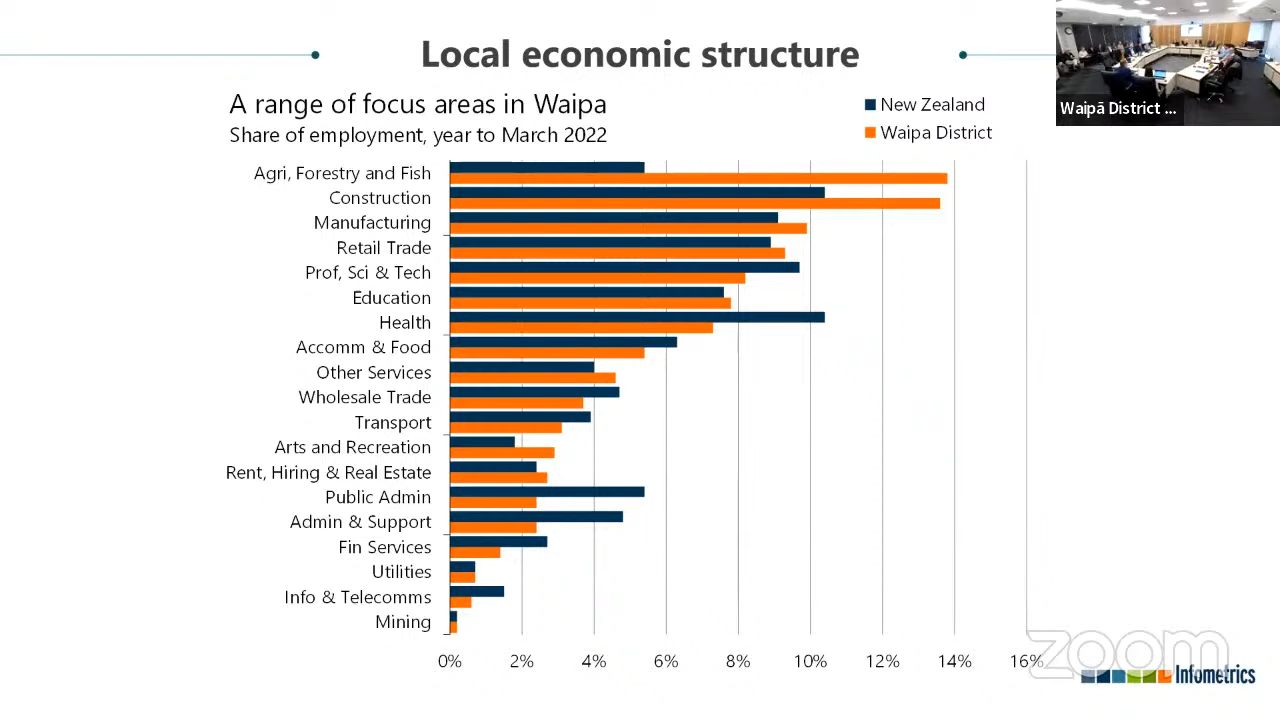 Local economic structure
A range of focus areas in Waipa
Share of employment, year to March 2022
New Zealand
Waipa District
Waipā District ...
Agri, Forestry and Fish
Construction
Manufacturing
Retail Trade
Prof, Sci & Tech
Education
Health
Accomm & Food
Other Services
Wholesale Trade
Transport
Arts and Recreation
Rent, Hiring & Real Estate
Public Admin
Admin & Support
Fin Services
Utilities
Info & Telecomms
Mining
0% 2% 4% 6% 8% 10% 12% 14% 16%
zoom
Infometrics